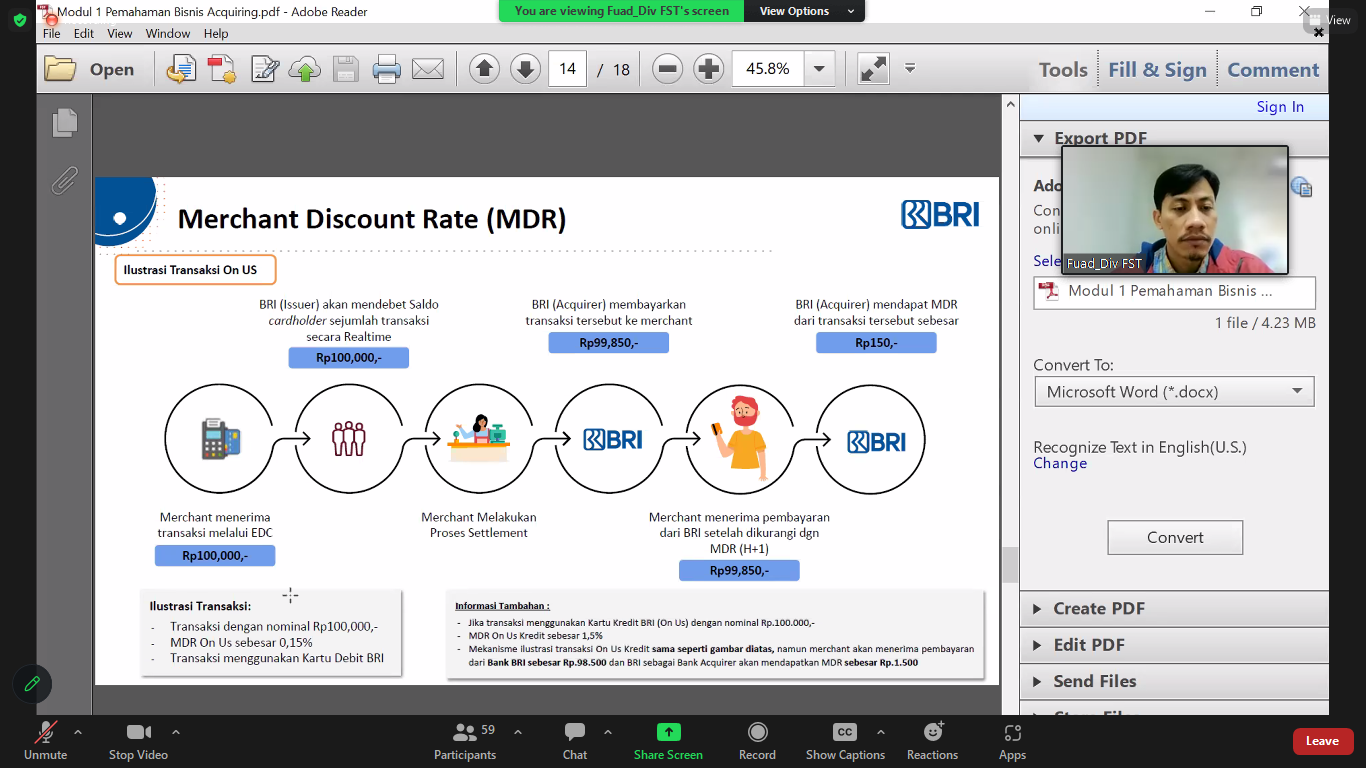 Modul 1 Pemahaman Bisnis Acquiring.pdf - Adobe Reader
You are viewing Fuad_Div FST's screen
View Options
View
File Edit View Window Help
Open
14 / 18
45.8%
Tools
Fill & Sign
Comment
Sign In
Export PDF
Ado
Con
onli
Sele
Fuad_Div FST
Modul 1 Pemahaman Bisnis ...
1 file / 4.23 MB
Convert To:
Microsoft Word (*.docx)
Recognize Text in English(U.S.)
Change
Convert
Create PDF
Edit PDF
Send Files
Merchant Discount Rate (MDR)
BRI
Ilustrasi Transaksi On US
BRI (Issuer) akan mendebet Saldo
cardholder sejumlah transaksi
secara Realtime
Rp100,000,-
BRI (Acquirer) membayarkan
transaksi tersebut ke merchant
Rp99,850,-
BRI (Acquirer) mendapat MDR
dari transaksi tersebut sebesar
Rp150,-
BRI
BRI
Merchant menerima
transaksi melalui EDC
Rp100,000,-
Merchant Melakukan
Proses Settlement
Merchant menerima pembayaran
dari BRI setelah dikurangi dgn
MDR (H+1)
Rp99,850,-
Ilustrasi Transaksi:
- Transaksi dengan nominal Rp100,000,-
- MDR On Us sebesar 0,15%
- Transaksi menggunakan Kartu Debit BRI
Informasi Tambahan :
- Jika transaksi menggunakan Kartu Kredit BRI (On Us) dengan nominal Rp.100.000,-
- MDR On Us Kredit sebesar 1,5%
- Mekanisme ilustrasi transaksi On Us Kredit sama seperti gambar diatas, namun merchant akan menerima pembayaran
dari Bank BRI sebesar Rp.98.500 dan BRI sebagai Bank Acquirer akan mendapatkan MDR sebesar Rp.1.500
Unmute
Stop Video
59
Participants
Chat
Share Screen
Record
CC
Show Captions
Reactions
Apps
Leave